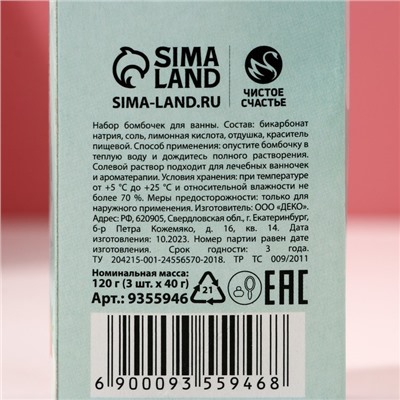 SIMA
LAND
SIMA-LAND.RU
ЧИСТОЕ
СЧАСТЬЕ
Набор бомбочек для ванны. Состав: бикарбонат
натрия, соль, лимонная кислота, отдушка, краситель
пищевой. Способ применения: опустите бомбочку в
теплую воду и дождитесь полного растворения.
Солевой раствор подходит для лечебных ванночек
и ароматерапии. Условия хранения: при температуре
от +5 °С до +25 °С и относительной влажности не
более 70 %. Меры предосторожности: только для
наружного применения. Изготовитель: ООО «ДЕКО».
Адрес: РФ, 620905, Свердловская обл., г. Екатеринбург,
б-р Петра Кожемяко, д. 16, кв. 14. Дата
изготовления: 10.2023. Номер партии равен дате
изготовления. Срок годности: 3 года.
ТУ 204215-001-24556570-2018. ТР ТС 009/2011
Номинальная масса:
120 г (3 шт. х 40 г)
Арт.: 9355946
21
EAC
6 900093 559468